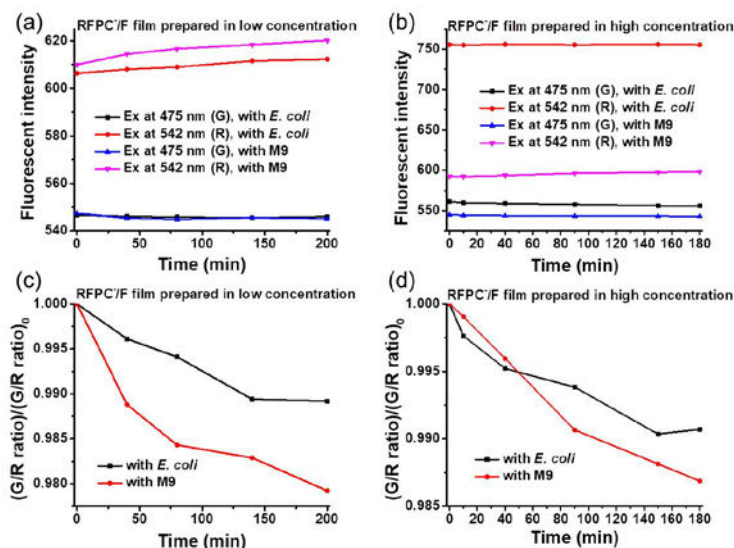 (a) RFPC⁻/F film prepared in low concentration
Fluorescent intensity
620
600
580
560
540
Ex at 475 nm (G), with E. coli
Ex at 542 nm (R), with E. coli
Ex at 475 nm (G), with M9
Ex at 542 nm (R), with M9
0 50 100 150 200
Time (min)
(b) RFPC⁻/F film prepared in high concentration
Fluorescent intensity
750
700
650
600
550
Ex at 475 nm (G), with E. coli
Ex at 542 nm (R), with E. coli
Ex at 475 nm (G), with M9
Ex at 542 nm (R), with M9
0 20 40 60 80 100 120 140 160 180
Time (min)
(c) RFPC⁻/F film prepared in low concentration
(G/R ratio)/(G/R ratio)₀
1.000
0.995
0.990
0.985
0.980
with E. coli
with M9
0 50 100 150 200
Time (min)
(d) RFPC⁻/F film prepared in high concentration
(G/R ratio)/(G/R ratio)₀
1.000
0.995
0.990
0.985
with E. coli
with M9
0 20 40 60 80 100 120 140 160 180
Time (min)